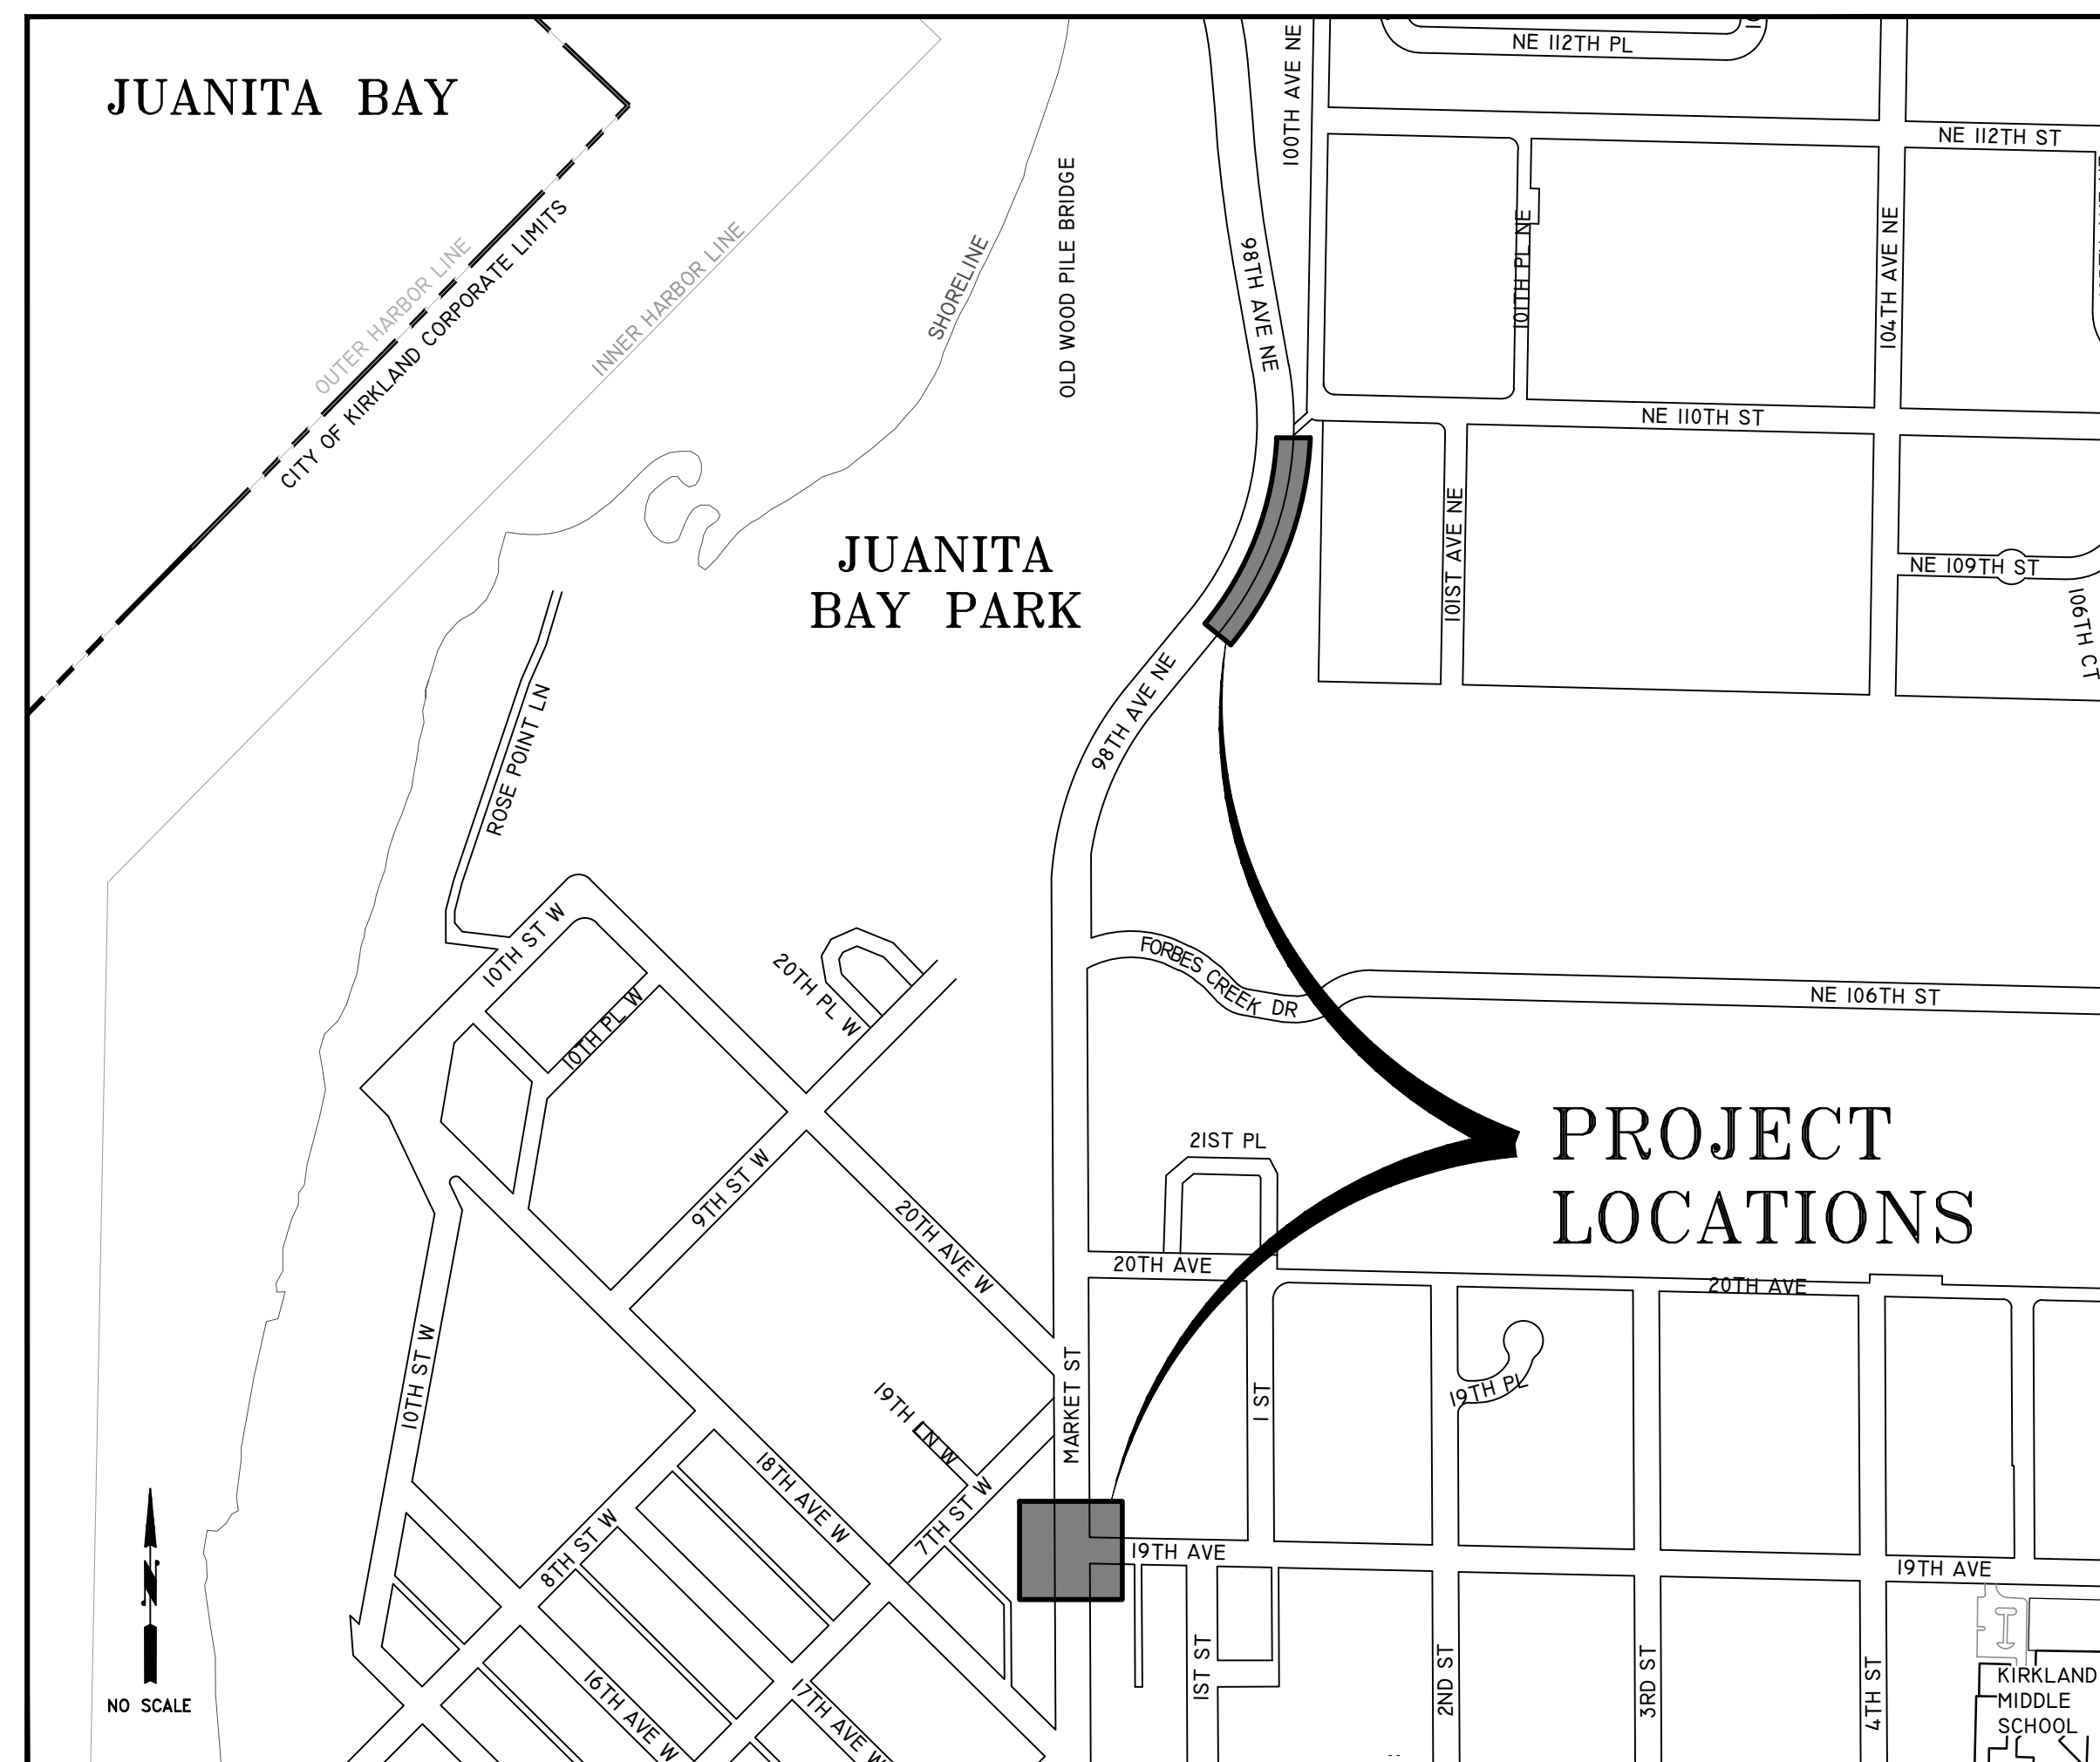 NE 112TH PL
100TH AVE NE
JUANITA BAY
NE 112TH ST
OLD WOOD PILE BRIDGE
OUTER HARBOR LINE
CITY OF KIRKLAND CORPORATE LIMITS
INNER HARBOR LINE
SHORELINE
98TH AVE NE
101TH PL NE
104TH AVE NE
NE 110TH ST
101ST AVE NE
JUANITA
BAY PARK
NE 109TH ST
106TH CT
98TH AVE NE
ROSE POINT LN
10TH ST W
20TH PL W
10TH PL W
FORBES CREEK DR
NE 106TH ST
PROJECT
LOCATIONS
21ST PL
9TH ST W
20TH AVE W
20TH AVE
20TH AVE
10TH ST W
MARKET ST
1 ST
19TH PL
19TH LN W
18TH AVE W
7TH ST W
8TH ST W
19TH AVE
19TH AVE
N
NO SCALE
16TH AVE W
17TH AVE W
1ST ST
2ND ST
3RD ST
4TH ST
KIRKLAND
MIDDLE
SCHOOL